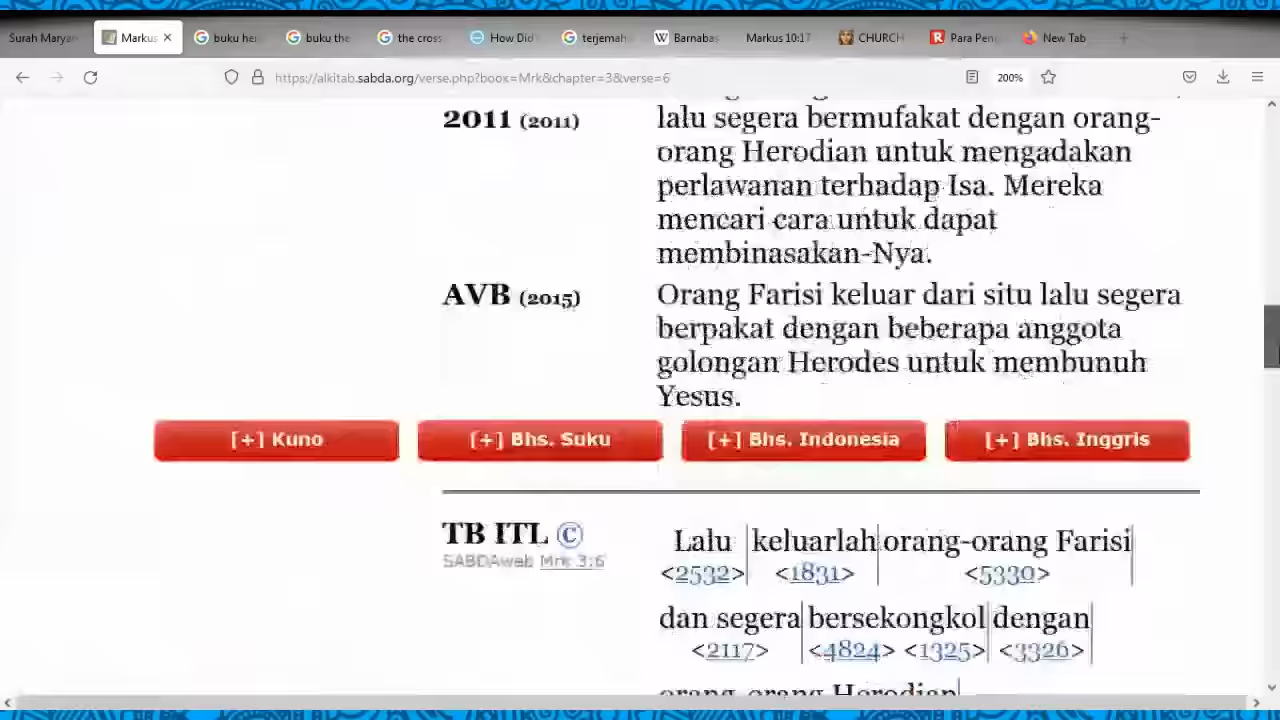 Surah Maryam
Markus
buku her
buku the
the cross
How Did
terjemah
Barnabas
Markus 10:17
CHURCH
Para Pen
New Tab
https://alkitab.sabda.org/verse.php?book=Mrk&chapter=3&verse=6
200%
2011 (2011)
lalu segera bermufakat dengan orang-
orang Herodian untuk mengadakan
perlawanan terhadap Isa. Mereka
mencari cara untuk dapat
membinasakan-Nya.
AVB (2015)
Orang Farisi keluar dari situ lalu segera
berpakat dengan beberapa anggota
golongan Herodes untuk membunuh
Yesus.
[+] Kuno
[+] Bhs. Suku
[+] Bhs. Indonesia
[+] Bhs. Inggris
TB ITL ©
SABDAweb Mrk 3:6
Lalu keluarlah orang-orang Farisi
<2532> <1831> <5330>
dan segera bersekongkol dengan
<2117> <4824> <1325> <3326>
orang-orang Herodian